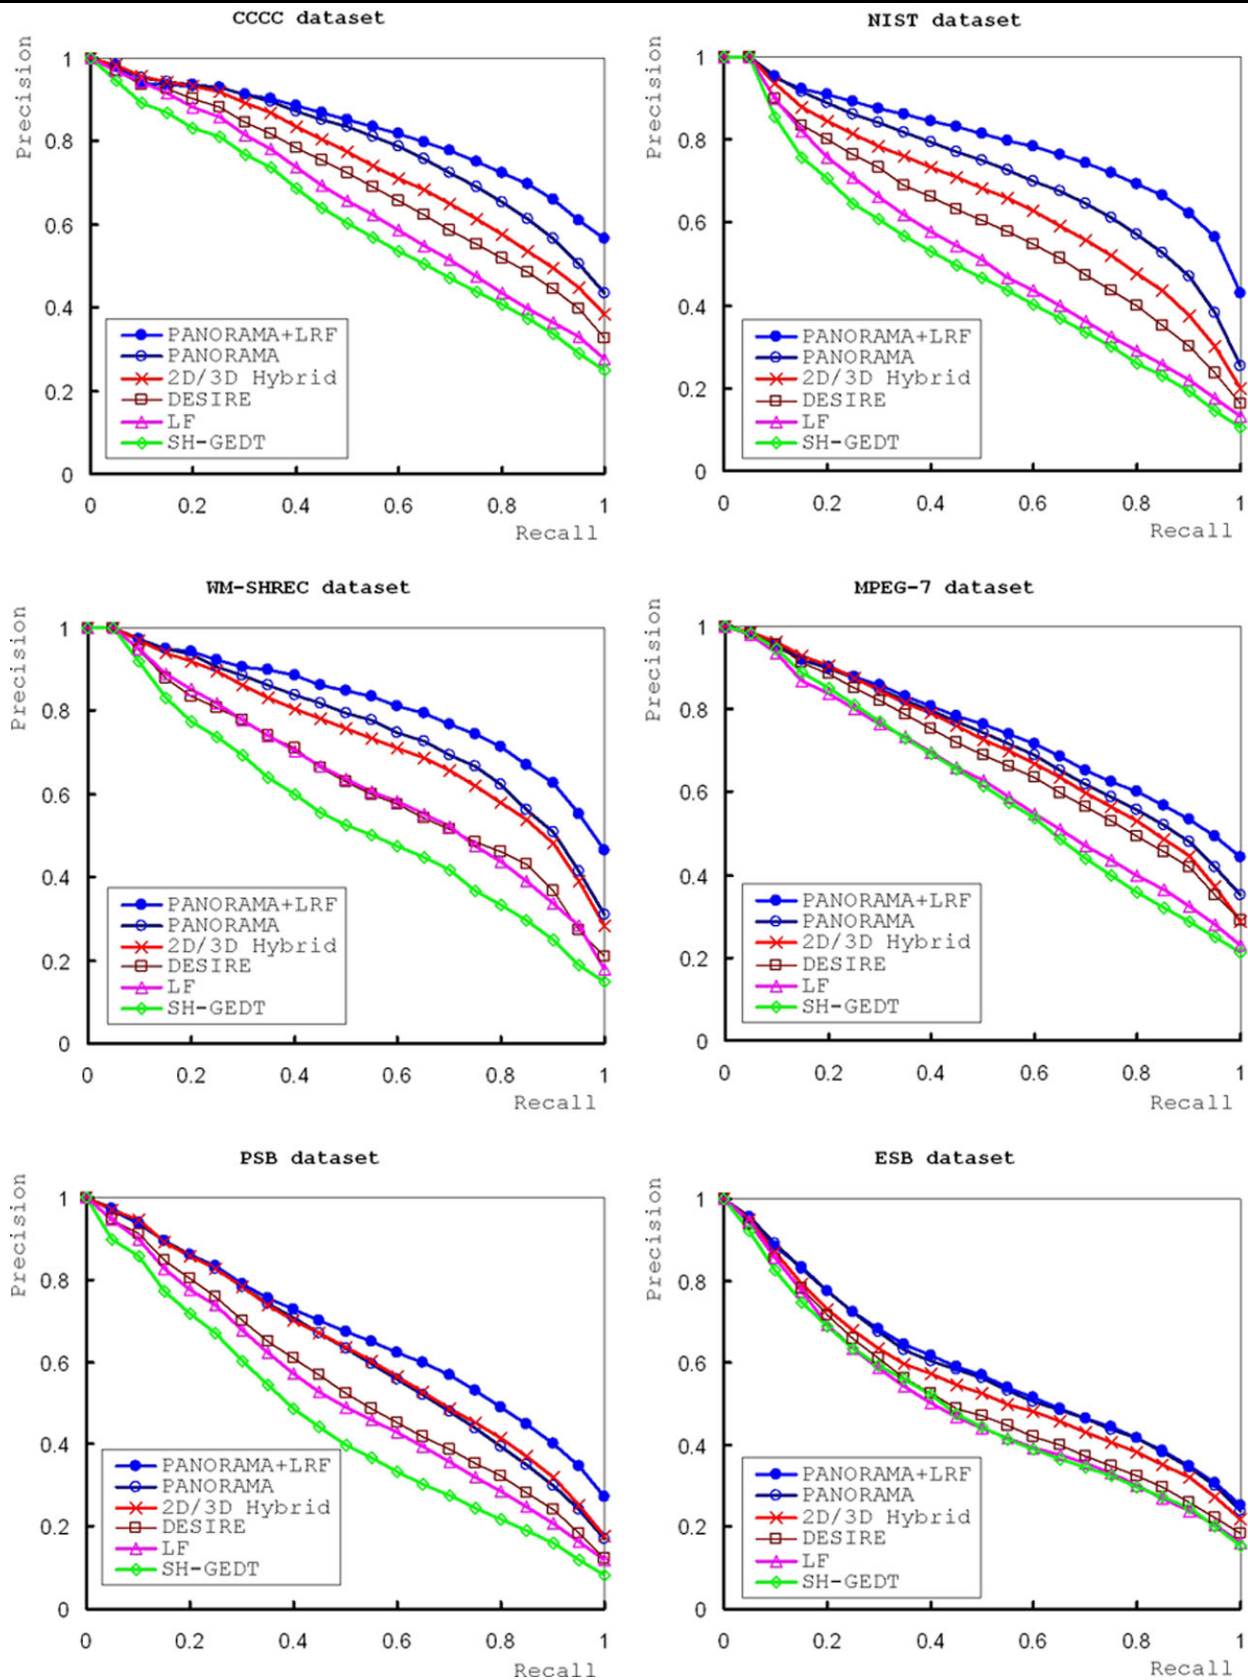 CCCC dataset
Precision
1
0.8
0.6
0.4
0.2
0
PANORAMA+LRF
PANORAMA
2D/3D Hybrid
DESIRE
LF
SH-GEDT
0 0.2 0.4 0.6 0.8 1
Recall
NIST dataset
Precision
1
0.8
0.6
0.4
0.2
0
PANORAMA+LRF
PANORAMA
2D/3D Hybrid
DESIRE
LF
SH-GEDT
0 0.2 0.4 0.6 0.8 1
Recall
WM-SHREC dataset
Precision
1
0.8
0.6
0.4
0.2
0
PANORAMA+LRF
PANORAMA
2D/3D Hybrid
DESIRE
LF
SH-GEDT
0 0.2 0.4 0.6 0.8 1
Recall
MPEG-7 dataset
Precision
1
0.8
0.6
0.4
0.2
0
PANORAMA+LRF
PANORAMA
2D/3D Hybrid
DESIRE
LF
SH-GEDT
0 0.2 0.4 0.6 0.8 1
Recall
PSB dataset
Precision
1
0.8
0.6
0.4
0.2
0
PANORAMA+LRF
PANORAMA
2D/3D Hybrid
DESIRE
LF
SH-GEDT
0 0.2 0.4 0.6 0.8 1
Recall
ESB dataset
Precision
1
0.8
0.6
0.4
0.2
0
PANORAMA+LRF
PANORAMA
2D/3D Hybrid
DESIRE
LF
SH-GEDT
0 0.2 0.4 0.6 0.8 1
Recall